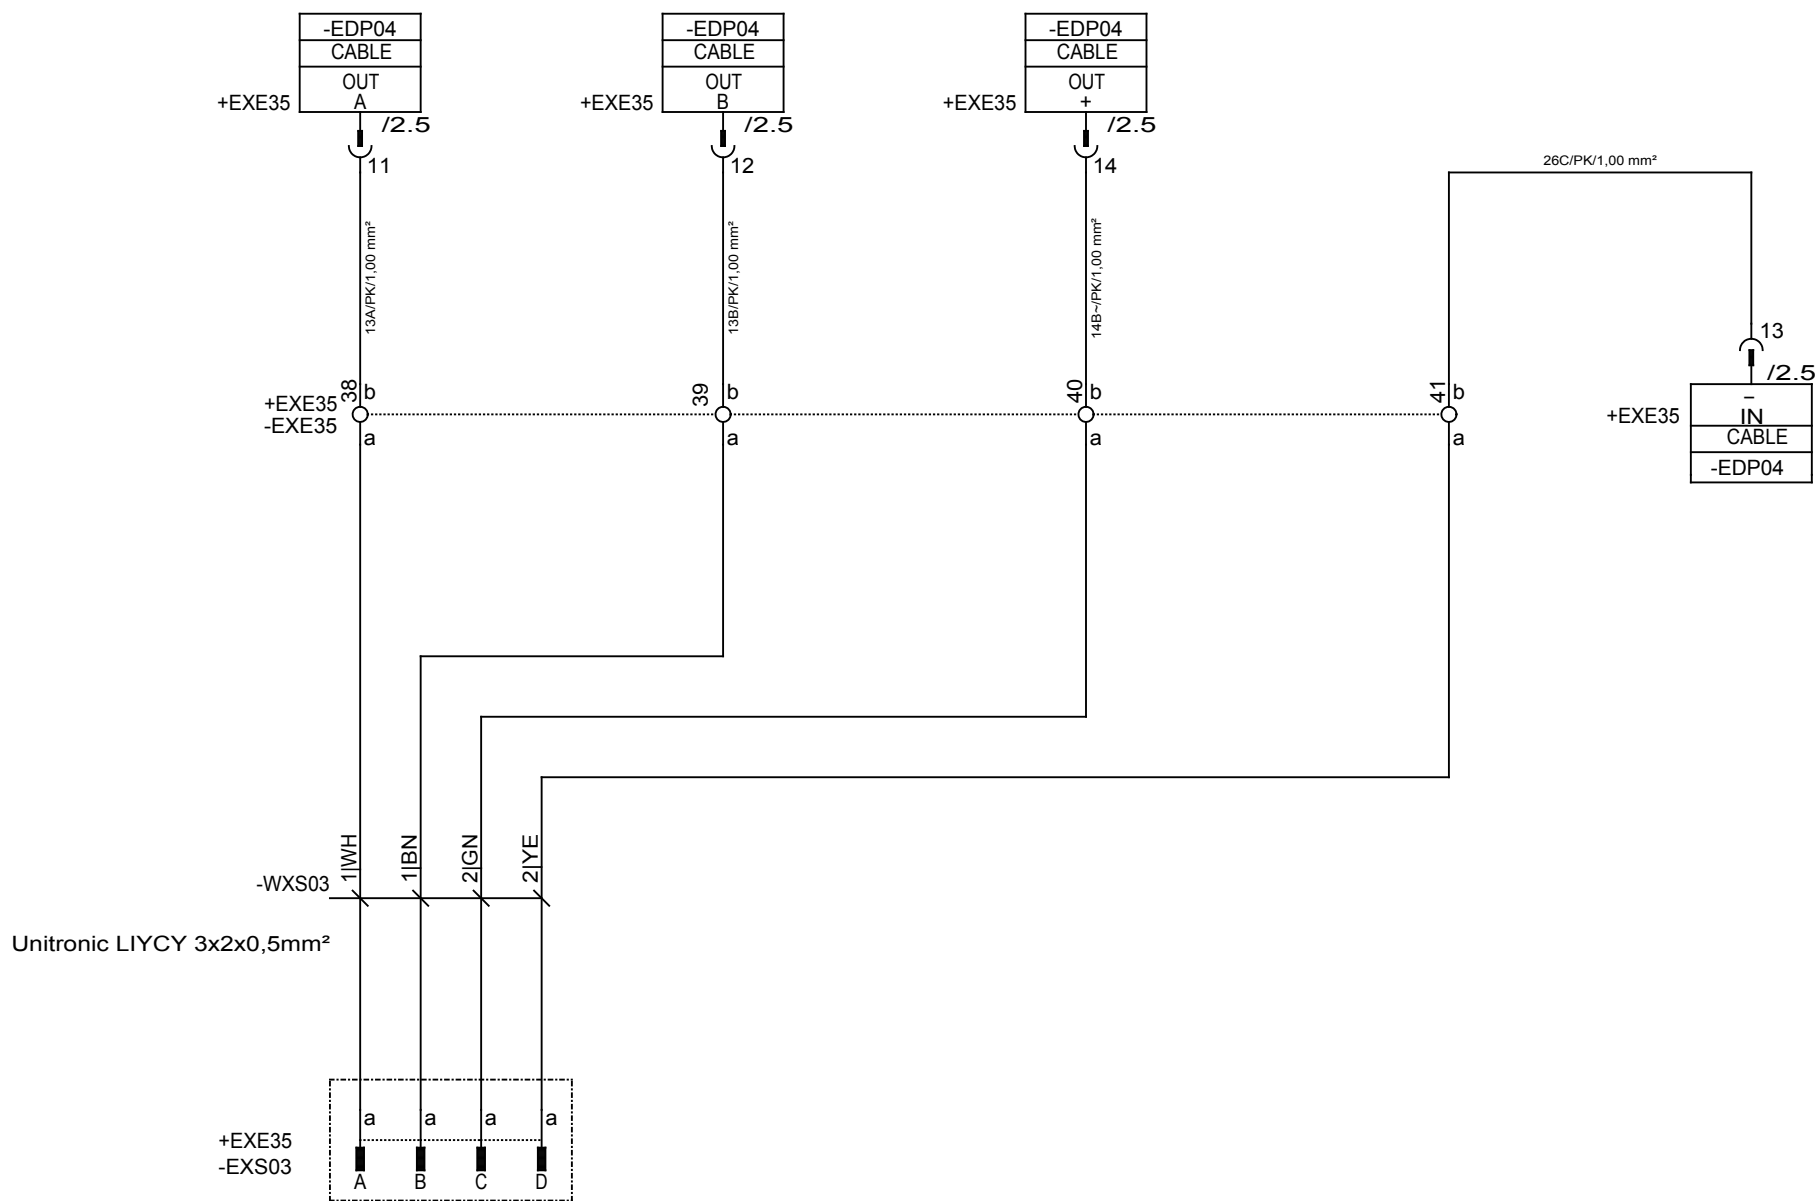 -EDP04
CABLE
OUT
A
+EXE35
/2.5
11
-EDP04
CABLE
OUT
B
+EXE35
/2.5
12
-EDP04
CABLE
OUT
+
+EXE35
/2.5
14
26C/PK/1,00 mm²
13A/PK/1,00 mm²
13B/PK/1,00 mm²
14B~/PK/1,00 mm²
13
/2.5
–
IN
CABLE
-EDP04
+EXE35
+EXE35
-EXE35
38
b
a
39
b
a
40
b
a
41
b
a
1|WH
1|BN
2|GN
2|YE
-WXS03
Unitronic LIYCY 3x2x0,5mm²
a
a
a
a
+EXE35
-EXS03
A
B
C
D